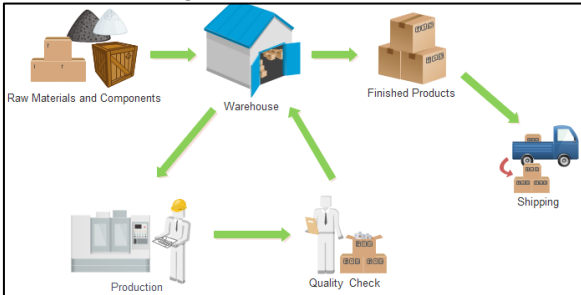 Raw Materials and Components
Warehouse
Finished Products
Shipping
Production
Quality Check